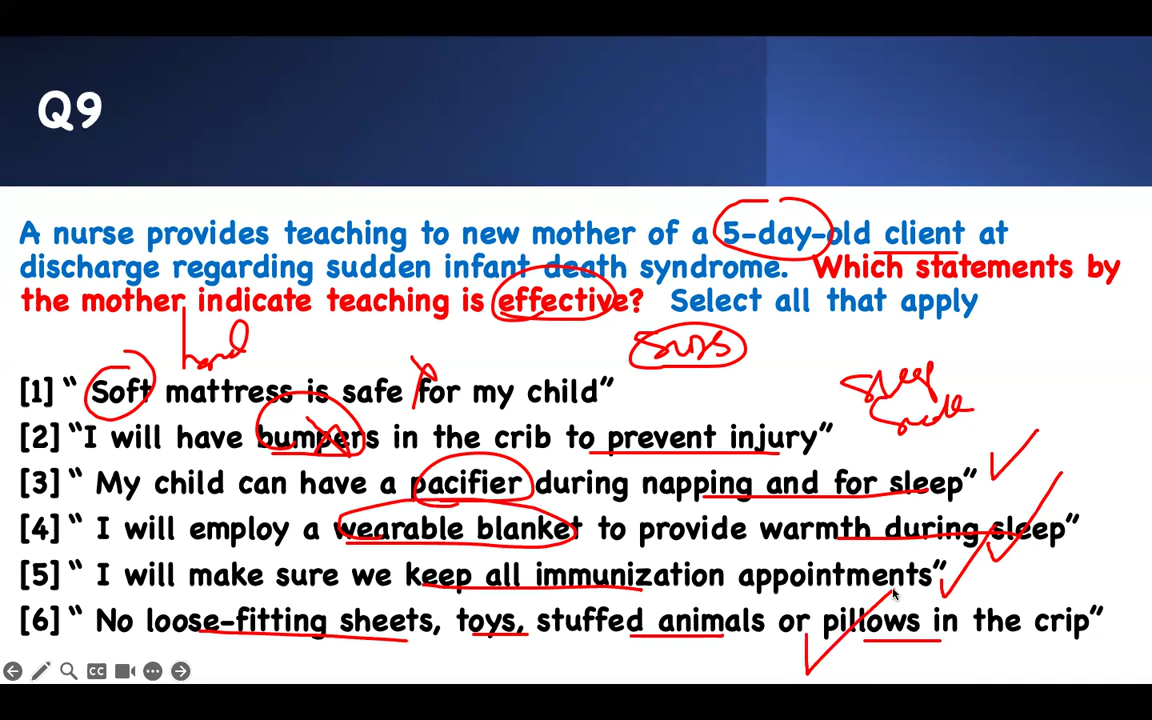 Q9
A nurse provides teaching to new mother of a 5-day-old client at
discharge regarding sudden infant death syndrome. Which statements by
the mother indicate teaching is effective? Select all that apply
hard
SIDS
[1] “ Soft mattress is safe for my child”
sleep
[2] “I will have bumpers in the crib to prevent injury”
[3] “ My child can have a pacifier during napping and for sleep”
[4] “ I will employ a wearable blanket to provide warmth during sleep”
[5] “ I will make sure we keep all immunization appointments”
[6] “ No loose-fitting sheets, toys, stuffed animals or pillows in the crip”
CC